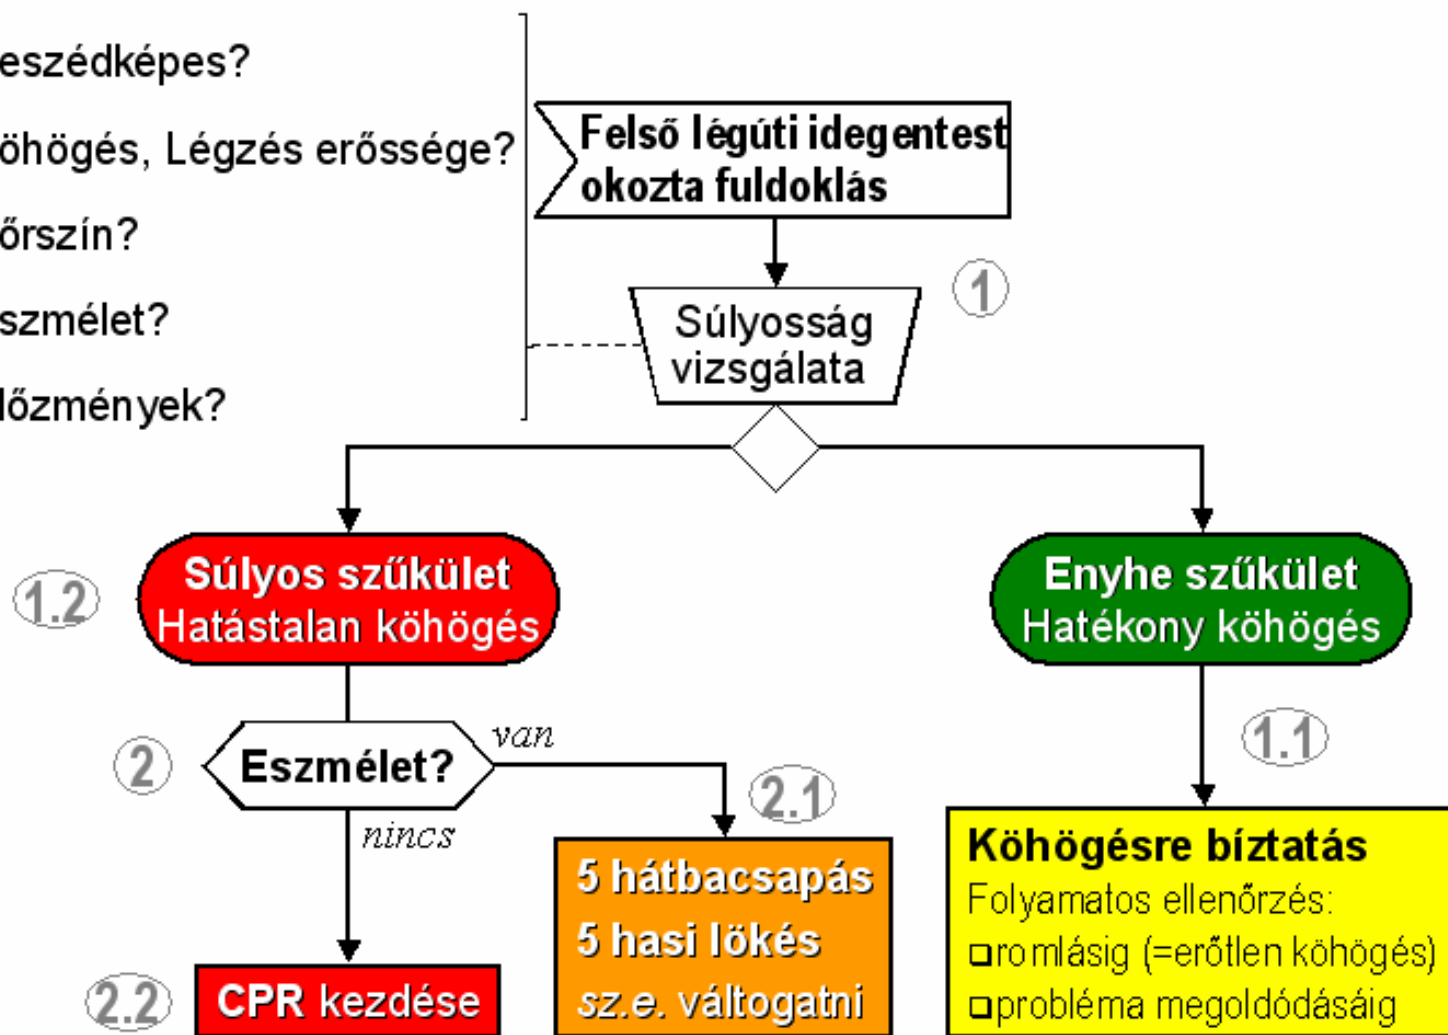 eszédképes?
öhögés, Légzés erőssége?
őrszín?
szmélet?
lőzmények?
Felső légúti idegentest
okozta fuldoklás
1
Súlyosság
vizsgálata
1.2
Súlyos szűkület
Hatástalan köhögés
Enyhe szűkület
Hatékony köhögés
1.1
2
Eszmélet?
van
nincs
2.1
5 hátbacsapás
5 hasi lökés
sz.e. váltogatni
Köhögésre bíztatás
Folyamatos ellenőrzés:
romlásig (=erőtlen köhögés)
probléma megoldódásáig
2.2
CPR kezdése